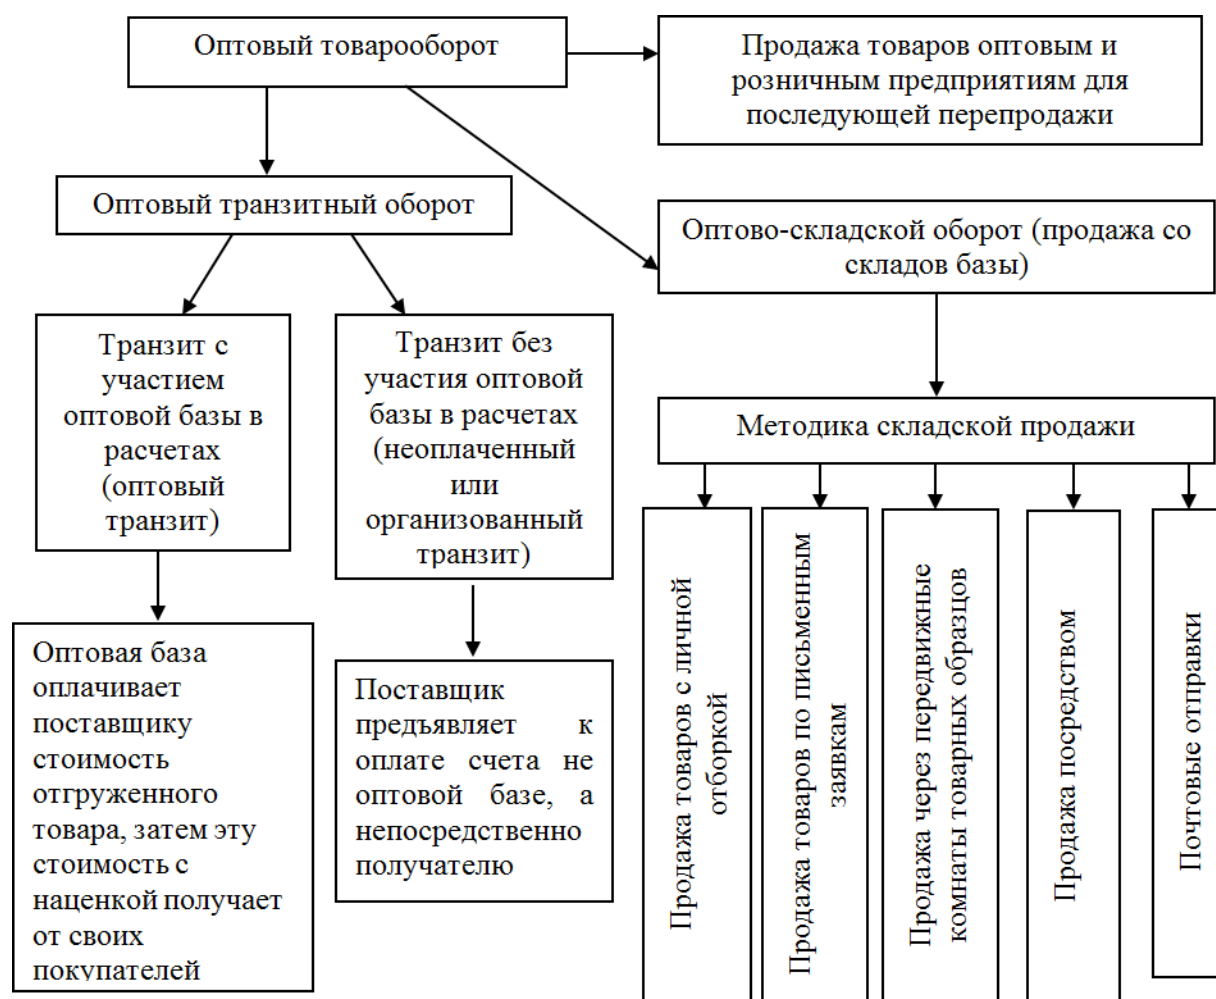 Оптовый товарооборот
Продажа товаров оптовым и
розничным предприятиям для
последующей перепродажи
Оптовый транзитный оборот
Оптово-складской оборот (продажа со
складов базы)
Транзит с
участием
оптовой базы в
расчетах
(оптовый
транзит)
Транзит без
участия оптовой
базы в расчетах
(неоплаченный
или
организованный
транзит)
Методика складской продажи
Оптовая база
оплачивает
поставщику
стоимость
отгруженного
товара, затем эту
стоимость с
наценкой получает
от своих
покупателей
Поставщик
предъявляет к
оплате счета не
оптовой базе, а
непосредственно
получателю
Продажа товаров с личной
отборкой
Продажа товаров по письменным
заявкам
Продажа через передвижные
комнаты товарных образцов
Продажа посредством
Почтовые отправки